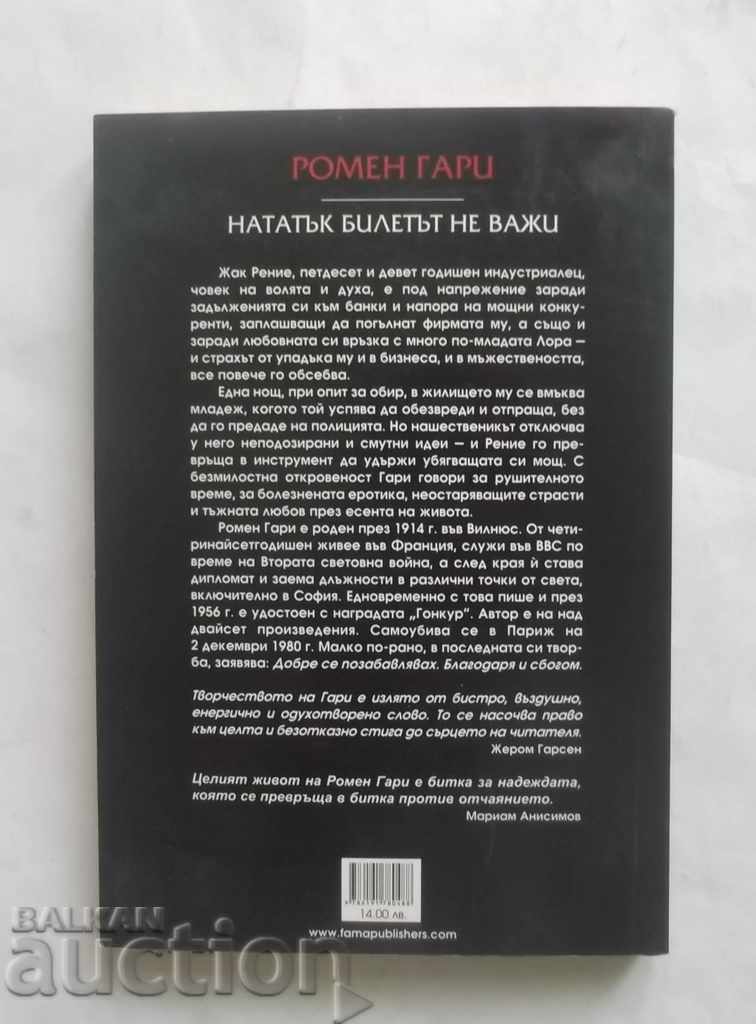 РОМЕН ГАРИ
НАТАТЪК БИЛЕТЪТ НЕ ВАЖИ
Жак Рение, петдесет и девет годишен индустриалец,
човек на волята и духа, е под напрежение заради
задълженията си към банки и напора на мощни конку-
ренти, заплашващи да погълнат фирмата му, а също и
заради любовната си връзка с много по-младата Лора –
и страхът от упадъка му и в бизнеса, и в мъжествеността,
все повече го обсебва.
Една нощ, при опит за обир, в жилището му се вмъква
младеж, когото той успява да обезвреди и отпраща, без
да го предаде на полицията. Но нашественикът отключва
у него неподозирани и смутни идеи – и Рение го пре-
връща в инструмент да удържи убягващата си мощ. С
безмилостна откровеност Гари говори за рушителното
време, за болезнената еротика, неостаряващите страсти
и тъжната любов през есента на живота.
Ромен Гари е роден през 1914 г. във Вилнюс. От чети-
ринайсетгодишен живее във Франция, служи във ВВС по
време на Втората световна война, а след края ѝ става
дипломат и заема длъжности в различни точки от света,
включително в София. Едновременно с това пише и през
1956 г. е удостоен с наградата „Гонкур“. Автор е на над
двайсет произведения. Самоубива се в Париж на
2 декември 1980 г. Малко по-рано, в последната си твор-
ба, заявява: Добре се позабавлявах. Благодаря и сбогом.
Творчеството на Гари е излято от бистро, въздушно,
енергично и одухотворено слово. То се насочва право
към целта и безотказно стига до сърцето на читателя.
Жером Гарсен
Целият живот на Ромен Гари е битка за надеждата,
която се превръща в битка против отчаянието.
Мариам Анисимов
9786191780488
14.00 лв.
www.famapublishers.com
BALKAN
auction